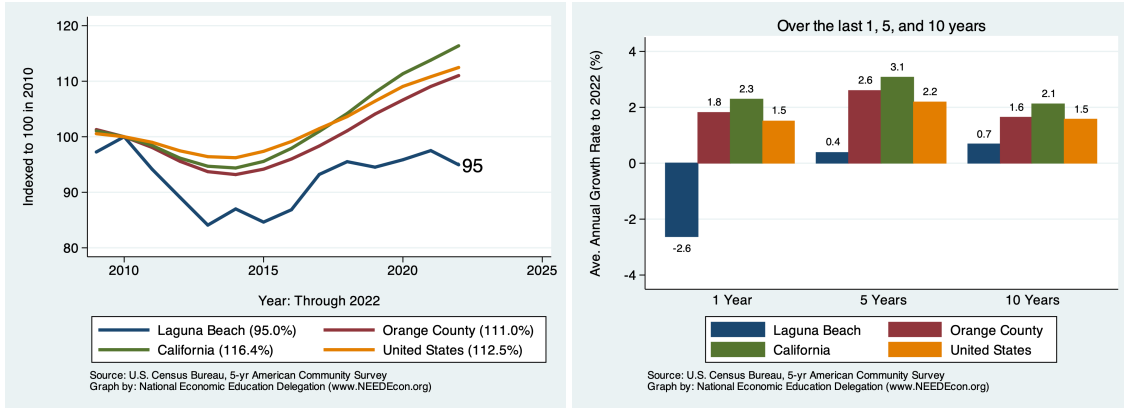 120
110
100
90
80
Indexed to 100 in 2010
95
2010
2015
2020
2025
Year: Through 2022
Laguna Beach (95.0%)
Orange County (111.0%)
California (116.4%)
United States (112.5%)
Source: U.S. Census Bureau, 5-yr American Community Survey
Graph by: National Economic Education Delegation (www.NEEDEcon.org)
Over the last 1, 5, and 10 years
Ave. Annual Growth Rate to 2022 (%)
4
2
0
-2
-4
-2.6
1.8
2.3
1.5
0.4
2.6
3.1
2.2
0.7
1.6
2.1
1.5
1 Year
5 Years
10 Years
Laguna Beach
Orange County
California
United States
Source: U.S. Census Bureau, 5-yr American Community Survey
Graph by: National Economic Education Delegation (www.NEEDEcon.org)